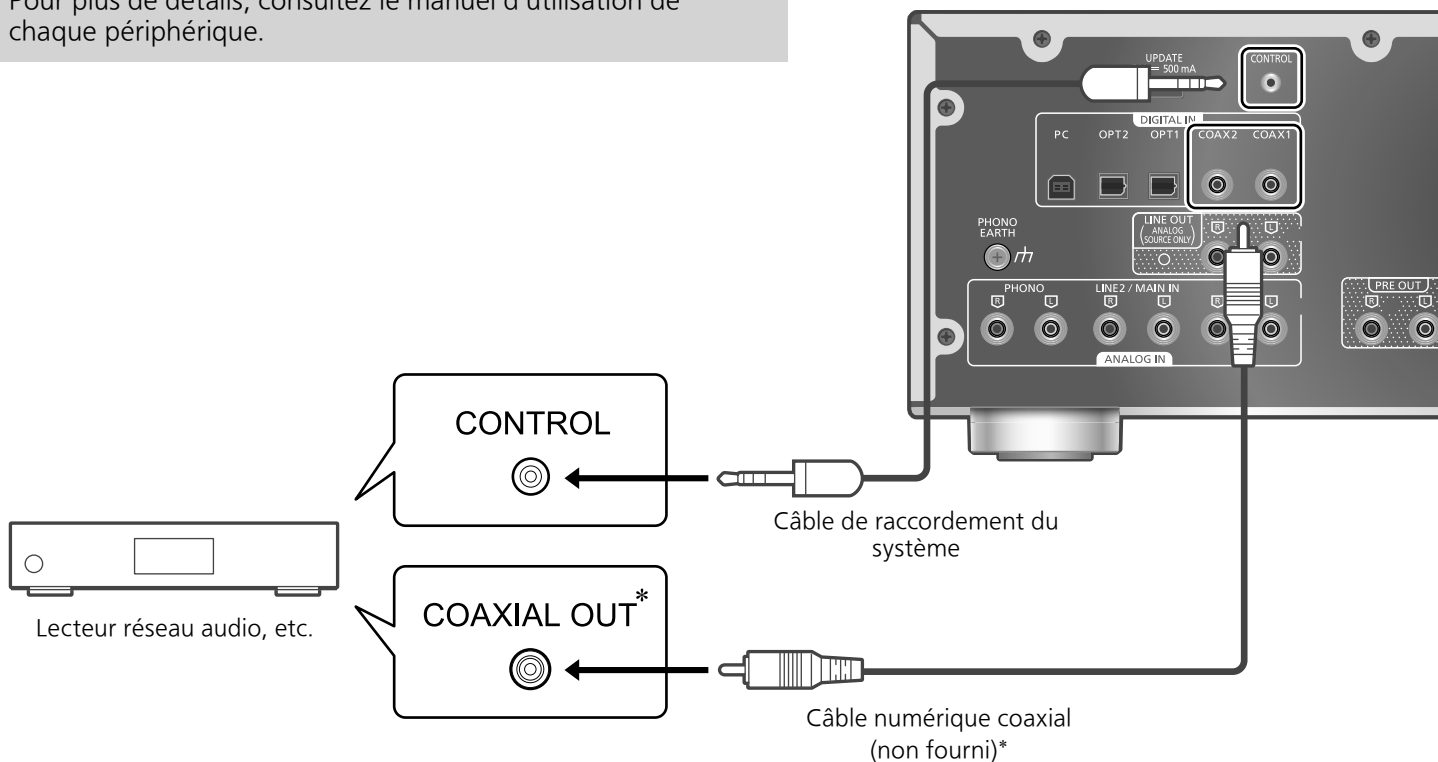 Pour plus de détails, consultez le manuel d'utilisation de
chaque périphérique.
UPDATE
500 mA
CONTROL
DIGITAL IN
PC OPT2 OPT1 COAX2 COAX1
PHONO
EARTH
LINE OUT
(ANALOG
SOURCE ONLY)
R L
PHONO LINE2 / MAIN IN
R L R L R L
ANALOG IN
PRE OUT
R L
CONTROL
Câble de raccordement du
système
COAXIAL OUT*
Lecteur réseau audio, etc.
Câble numérique coaxial
(non fourni)*